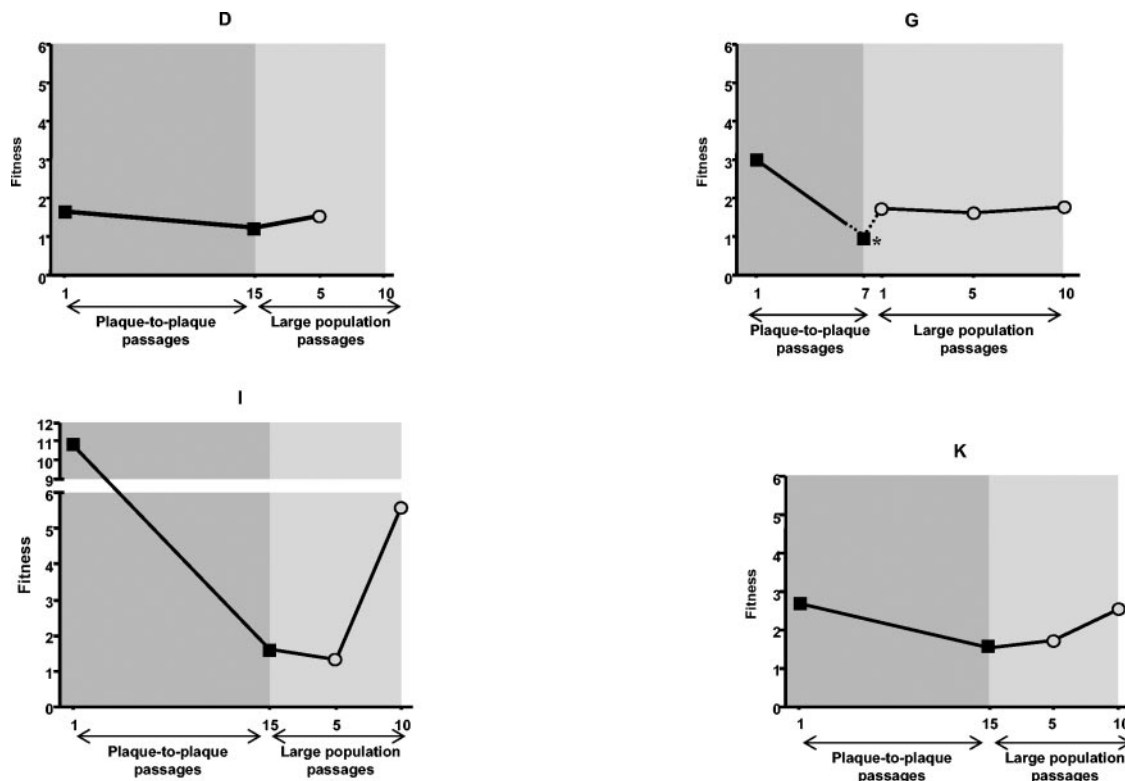 D
6
5
4
3
2
1
0
Fitness
1 15 5 10
Plaque-to-plaque passages
Large population passages
G
6
5
4
3
2
1
0
Fitness
*
1 7 1 5 10
Plaque-to-plaque passages
Large population passages
I
12
11
10
9
6
5
4
3
2
1
0
Fitness
1 15 5 10
Plaque-to-plaque passages
Large population passages
K
6
5
4
3
2
1
0
Fitness
1 15 5 10
Plaque-to-plaque passages
Large population passages